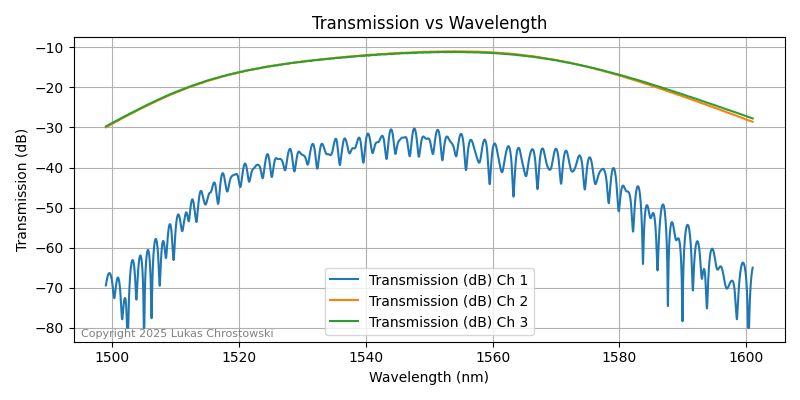 Transmission vs Wavelength
Transmission (dB)
−10
−20
−30
−40
−50
−60
−70
−80
Transmission (dB) Ch 1
Transmission (dB) Ch 2
Transmission (dB) Ch 3
Copyright 2025 Lukas Chrostowski
1500
1520
1540
1560
1580
1600
Wavelength (nm)